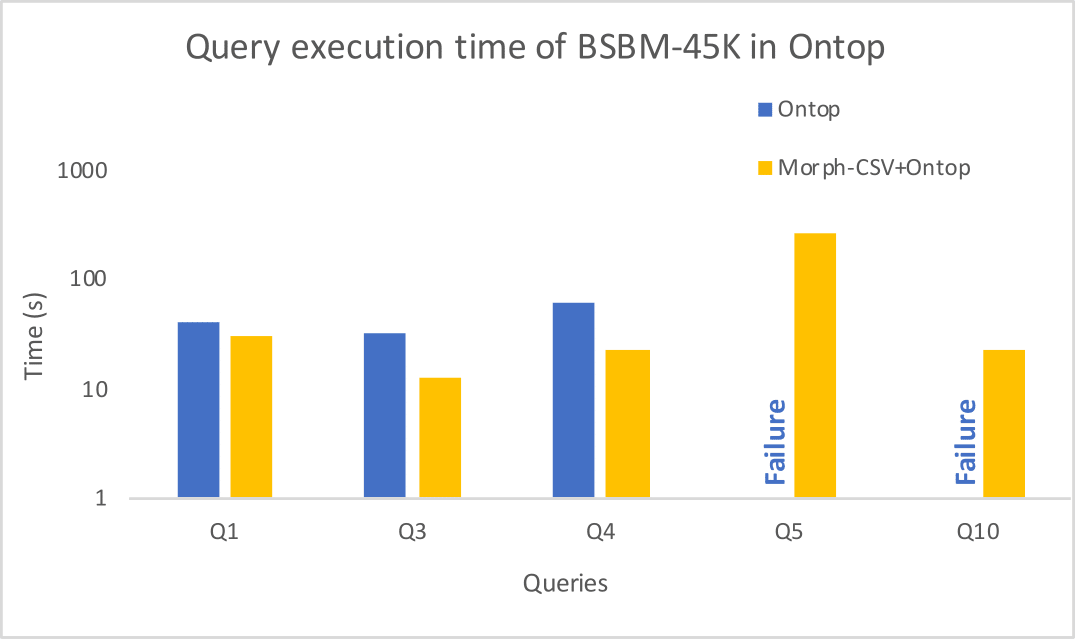 Query execution time of BSBM-45K in Ontop
Ontop
Morph-CSV+Ontop
1000
100
10
1
Time (s)
Failure
Failure
Q1
Q3
Q4
Q5
Q10
Queries